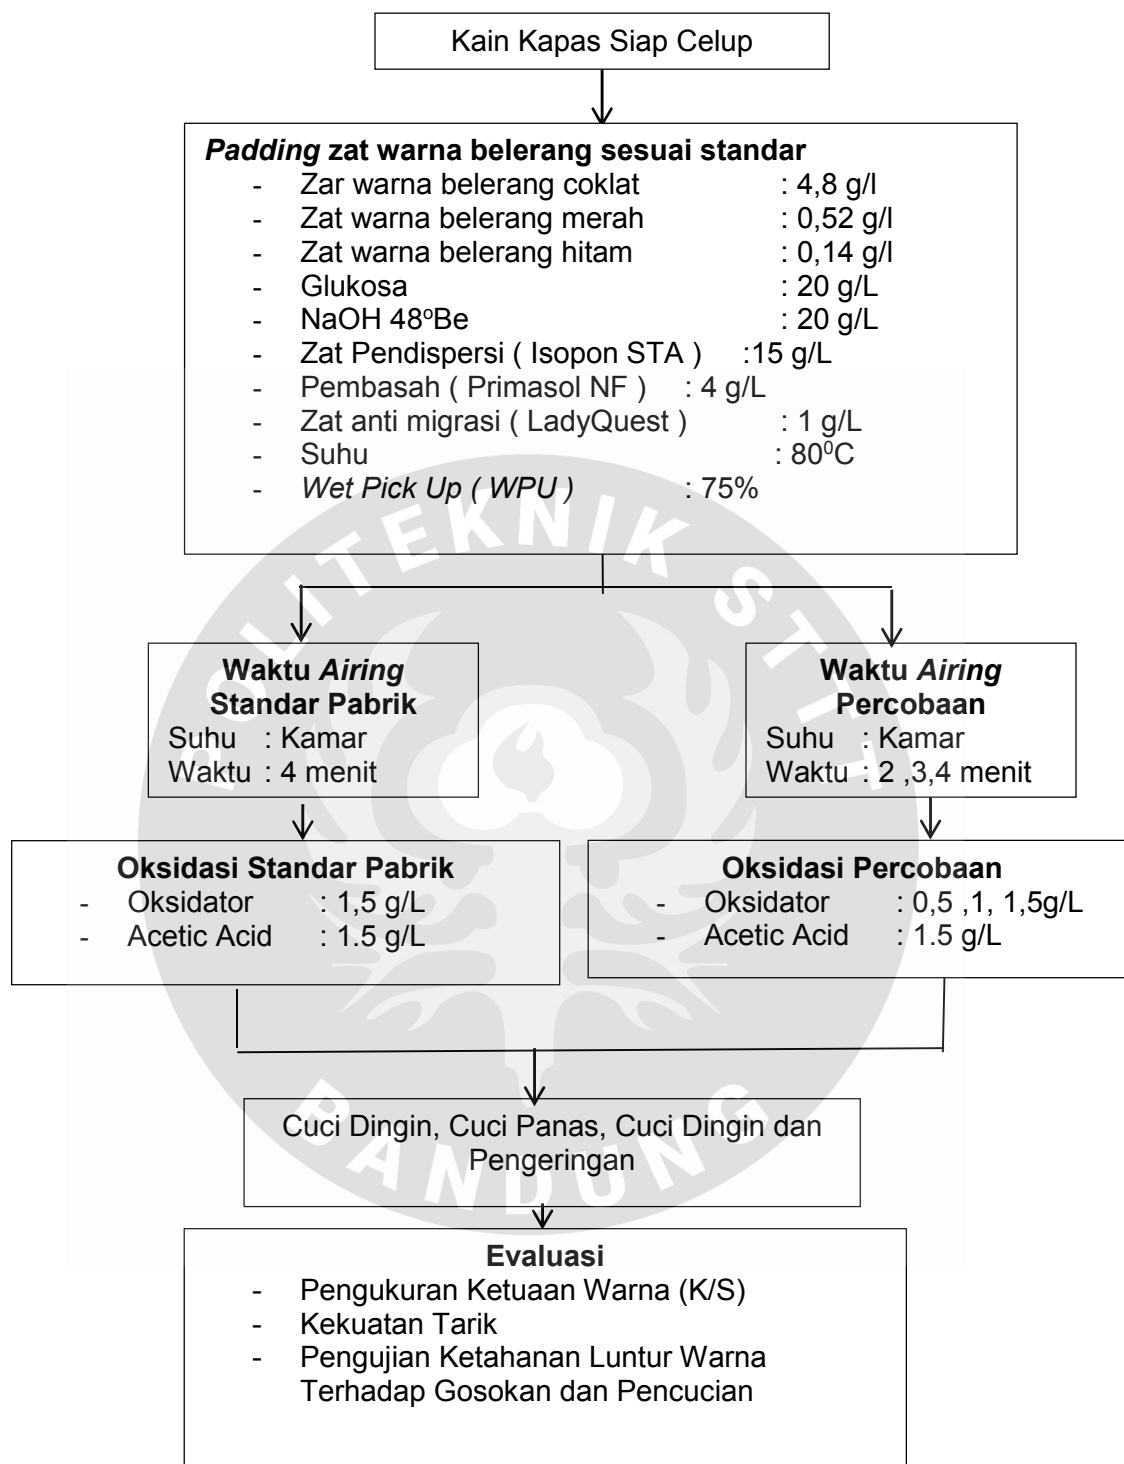 Kain Kapas Siap Celup
Padding zat warna belerang sesuai standar
- Zar warna belerang coklat : 4,8 g/l
- Zat warna belerang merah : 0,52 g/l
- Zat warna belerang hitam : 0,14 g/l
- Glukosa : 20 g/L
- NaOH 48⁰Be : 20 g/L
- Zat Pendispersi ( Isopon STA ) :15 g/L
- Pembasah ( Primasol NF ) : 4 g/L
- Zat anti migrasi ( LadyQuest ) : 1 g/L
- Suhu : 80⁰C
- Wet Pick Up ( WPU ) : 75%
Waktu Airing
Standar Pabrik
Suhu : Kamar
Waktu : 4 menit
Waktu Airing
Percobaan
Suhu : Kamar
Waktu : 2 ,3,4 menit
Oksidasi Standar Pabrik
- Oksidator : 1,5 g/L
- Acetic Acid : 1.5 g/L
Oksidasi Percobaan
- Oksidator : 0,5 ,1, 1,5g/L
- Acetic Acid : 1.5 g/L
Cuci Dingin, Cuci Panas, Cuci Dingin dan
Pengeringan
Evaluasi
- Pengukuran Ketuaan Warna (K/S)
- Kekuatan Tarik
- Pengujian Ketahanan Luntur Warna
Terhadap Gosokan dan Pencucian
POLITEKNIK STTT
BANDUNG